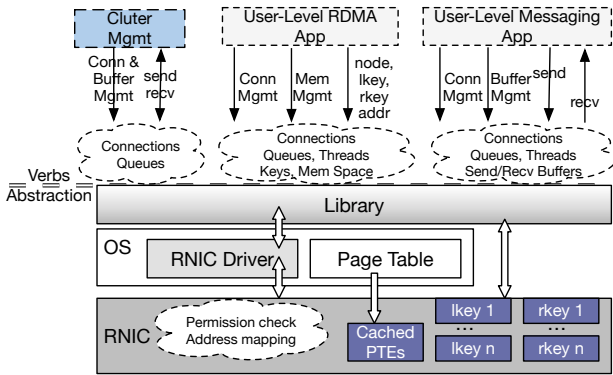 Cluter
Mgmt
User-Level RDMA
App
User-Level Messaging
App
Conn &
Buffer
Mgmt
send
recv
Conn
Mgmt
Mem
Mgmt
node,
lkey,
rkey
addr
Conn
Mgmt
Buffer
Mgmt
send
recv
Connections
Queues
Connections
Queues, Threads
Keys, Mem Space
Connections
Queues, Threads
Send/Recv Buffers
Verbs
Abstraction
Library
OS
RNIC Driver
Page Table
RNIC
Permission check
Address mapping
Cached
PTEs
lkey 1
...
lkey n
rkey 1
...
rkey n